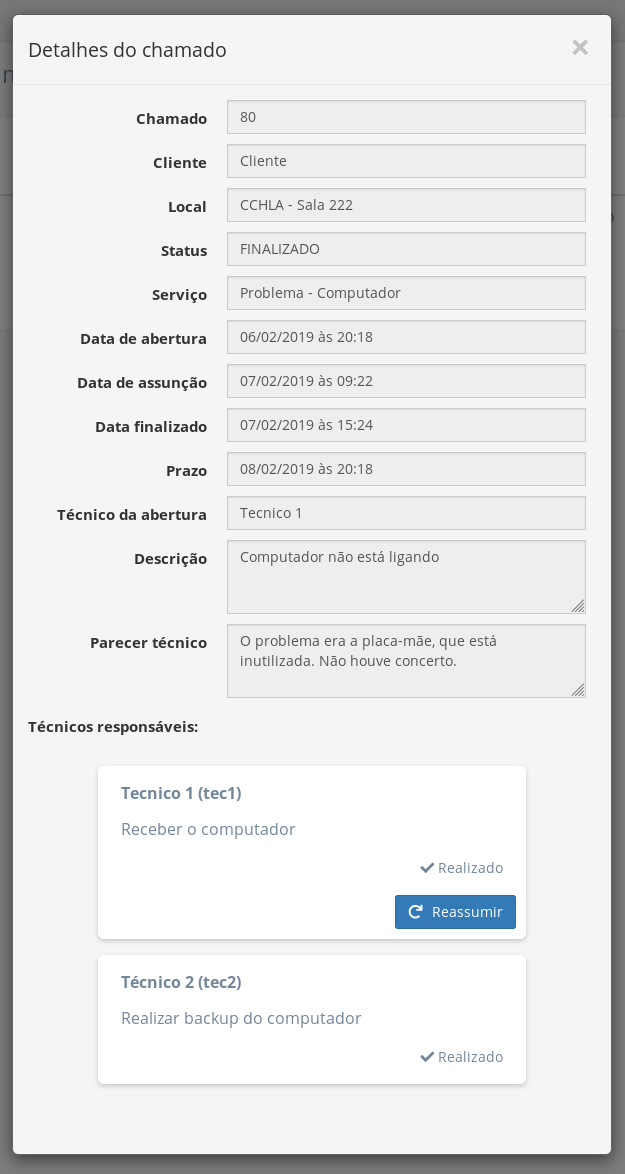 Detalhes do chamado
Chamado 80
Cliente Cliente
Local CCHLA - Sala 222
Status FINALIZADO
Serviço Problema - Computador
Data de abertura 06/02/2019 às 20:18
Data de assunção 07/02/2019 às 09:22
Data finalizado 07/02/2019 às 15:24
Prazo 08/02/2019 às 20:18
Técnico da abertura Tecnico 1
Descrição Computador não está ligando
Parecer técnico O problema era a placa-mãe, que está
inutilizada. Não houve concerto.
Técnicos responsáveis:
Tecnico 1 (tec1)
Receber o computador
Realizado
Reassumir
Técnico 2 (tec2)
Realizar backup do computador
Realizado